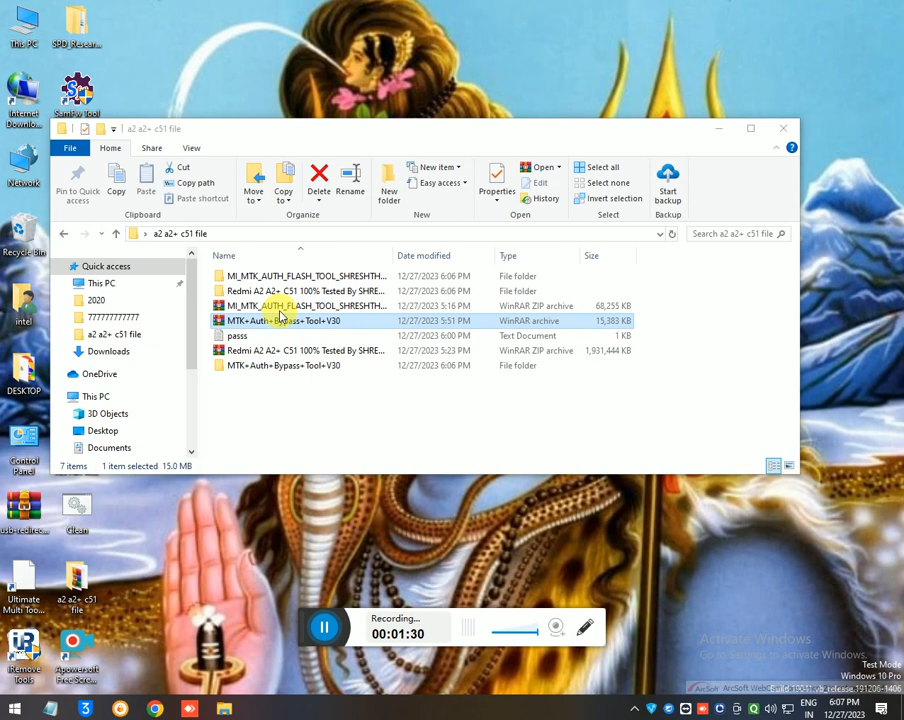 This PC
SPD_Resear...
Internet
Downlo...
SamFw Tool
Network
Recycle Bin
intel
DESKTOP
Control
Panel
usb-redirec...
Clean
Ultimate
Multi Too...
a2 a2+ c51
file
iRemove
Tools
Apowersoft
Free Scre...
a2 a2+ c51 file
File
Home
Share
View
Pin to Quick
access
Copy
Paste
Cut
Copy path
Paste shortcut
Clipboard
Move
to
Copy
to
Delete
Rename
Organize
New
folder
New item
Easy access
New
Properties
Open
Edit
History
Open
Select all
Select none
Invert selection
Select
Start
backup
Backup
a2 a2+ c51 file
Search a2 a2+ c51 file
Quick access
This PC
2020
777777777777
a2 a2+ c51 file
Downloads
OneDrive
This PC
3D Objects
Desktop
Documents
Name Date modified Type Size
MI_MTK_AUTH_FLASH_TOOL_SHRESHTH... 12/27/2023 6:06 PM File folder
Redmi A2 A2+ C51 100% Tested By SHRE... 12/27/2023 6:06 PM File folder
MI_MTK_AUTH_FLASH_TOOL_SHRESHTH... 12/27/2023 5:16 PM WinRAR ZIP archive 68,255 KB
MTK+Auth+Bypass+Tool+V30 12/27/2023 5:51 PM WinRAR archive 15,383 KB
passs 12/27/2023 6:00 PM Text Document 1 KB
Redmi A2 A2+ C51 100% Tested By SHRE... 12/27/2023 5:23 PM WinRAR ZIP archive 1,931,444 KB
MTK+Auth+Bypass+Tool+V30 12/27/2023 6:06 PM File folder
7 items 1 item selected 15.0 MB
Recording...
00:01:30
Activate Windows
Go to Settings to activate Windows.
Test Mode
Windows 10 Pro
ENG
IN
6:07 PM
12/27/2023